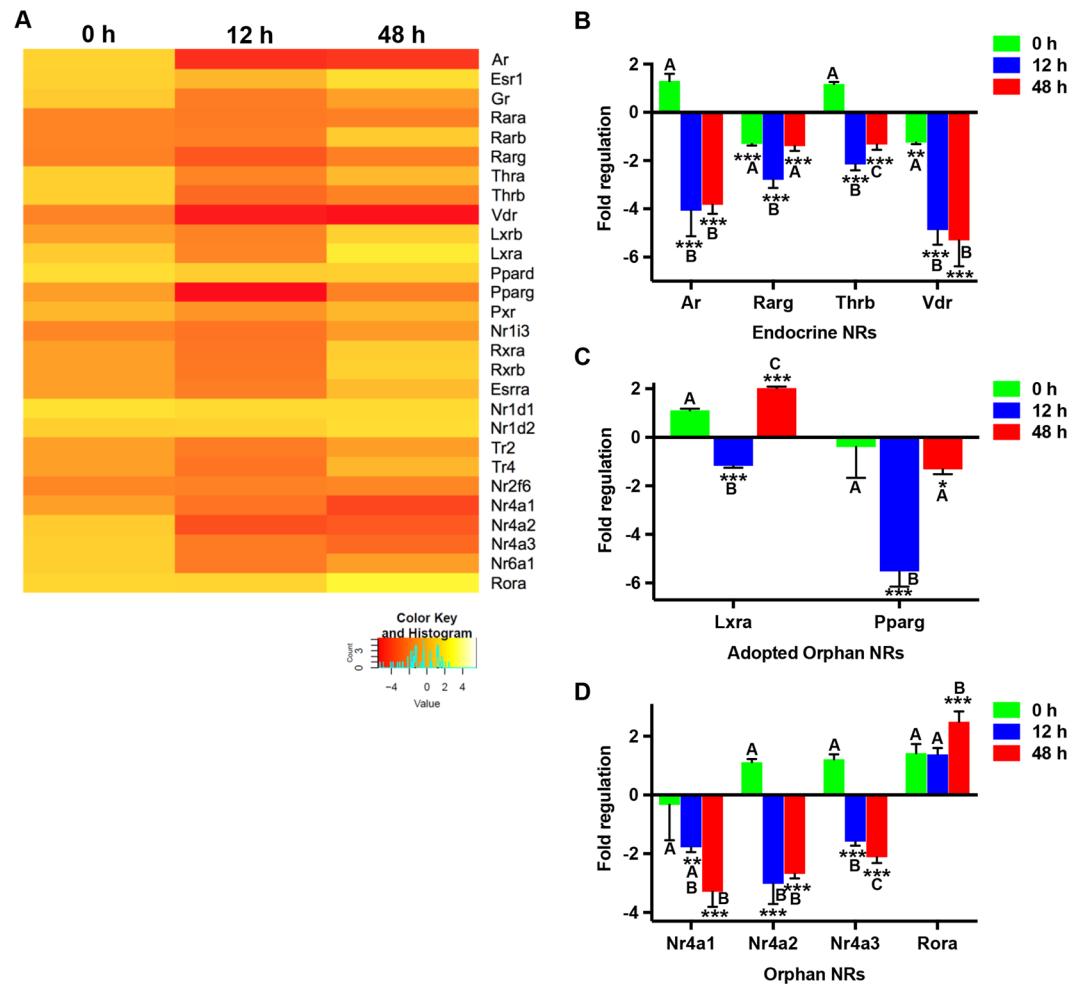 A
0 h 12 h 48 h
Ar
Esr1
Gr
Rara
Rarb
Rarg
Thra
Thrb
Vdr
Lxrb
Lxra
Ppard
Pparg
Pxr
Nr1i3
Rxra
Rxrb
Esrra
Nr1d1
Nr1d2
Tr2
Tr4
Nr2f6
Nr4a1
Nr4a2
Nr4a3
Nr6a1
Rora
Color Key
and Histogram
Count
0 3
−4 0 2 4
Value
B
0 h
12 h
48 h
Fold regulation
2
0
-2
-4
-6
A
***
B
***
B
***
A
***
B
***
A
A
***
B
***
C
**
A
***
B
B
***
Ar Rarg Thrb Vdr
Endocrine NRs
C
0 h
12 h
48 h
Fold regulation
2
0
-2
-4
-6
A
***
B
C
***
A
B
***
*
A
Lxra Pparg
Adopted Orphan NRs
D
0 h
12 h
48 h
Fold regulation
2
0
-2
-4
A
**
A
B
B
***
A
B
***
***
B
A
***
B
***
C
A
A
B
***
Nr4a1 Nr4a2 Nr4a3 Rora
Orphan NRs